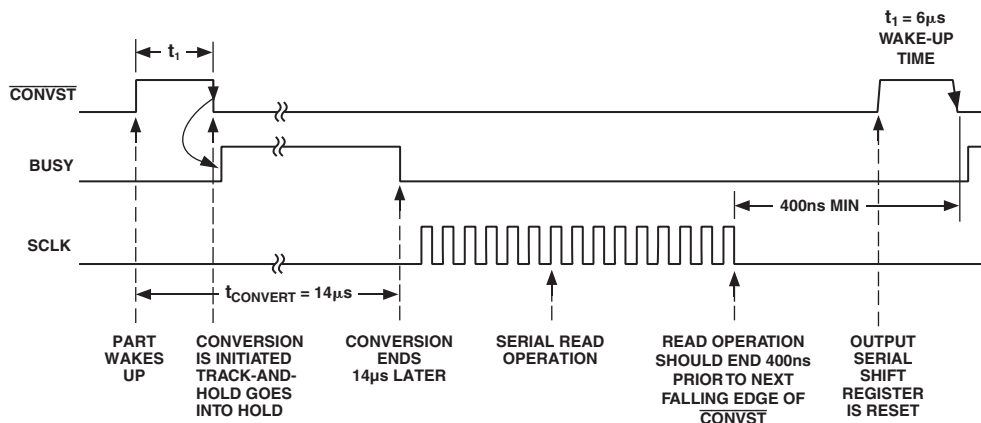 t1 = 6μs
WAKE-UP
TIME
t1
CONVST
BUSY
400ns MIN
SCLK
tCONVERT = 14μs
PART
WAKES
UP
CONVERSION
IS INITIATED
TRACK-AND-
HOLD GOES
INTO HOLD
CONVERSION
ENDS
14μs LATER
SERIAL READ
OPERATION
READ OPERATION
SHOULD END 400ns
PRIOR TO NEXT
FALLING EDGE OF
CONVST
OUTPUT
SERIAL
SHIFT
REGISTER
IS RESET